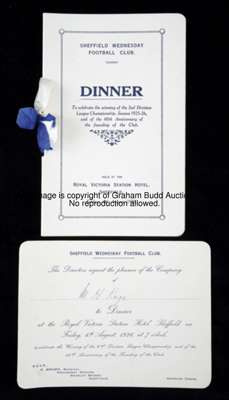 SHEFFIELD WEDNESDAY
FOOTBALL CLUB.
DINNER
To celebrate the winning of the 2nd Division
League Championship, Season 1925-26,
and of the 60th Anniversary of
the founding of the Club.
HELD AT THE
ROYAL VICTORIA STATION HOTEL,
Image is copyright of Graham Budd Auctions
No reproduction allowed
SHEFFIELD WEDNESDAY FOOTBALL CLUB.
The Directors request the pleasure of the Company
of
Mr
to Dinner
at the Royal Victoria Station Hotel, Sheffield on
Friday, 1926, at 7 o'clock,
to celebrate the Winning of the 2nd Division League Championship and of the
60th Anniversary of the Founding of the Club.
R.S.V.P.